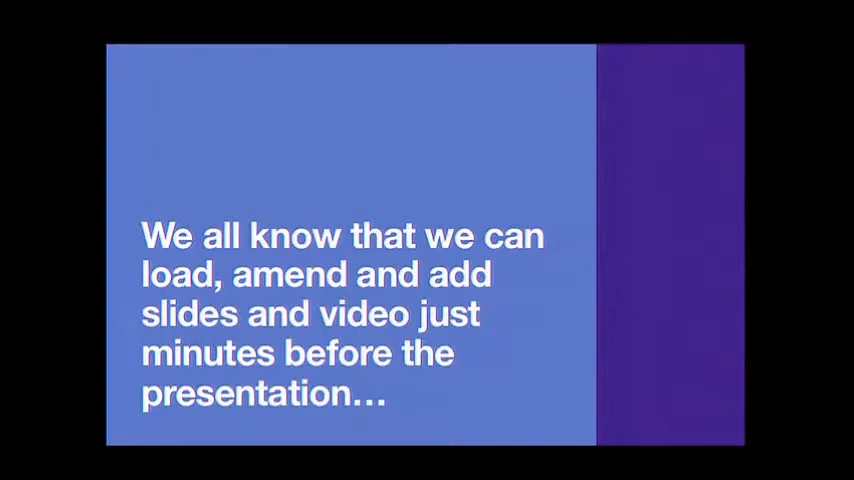 We all know that we can
load, amend and add
slides and video just
minutes before the
presentation…